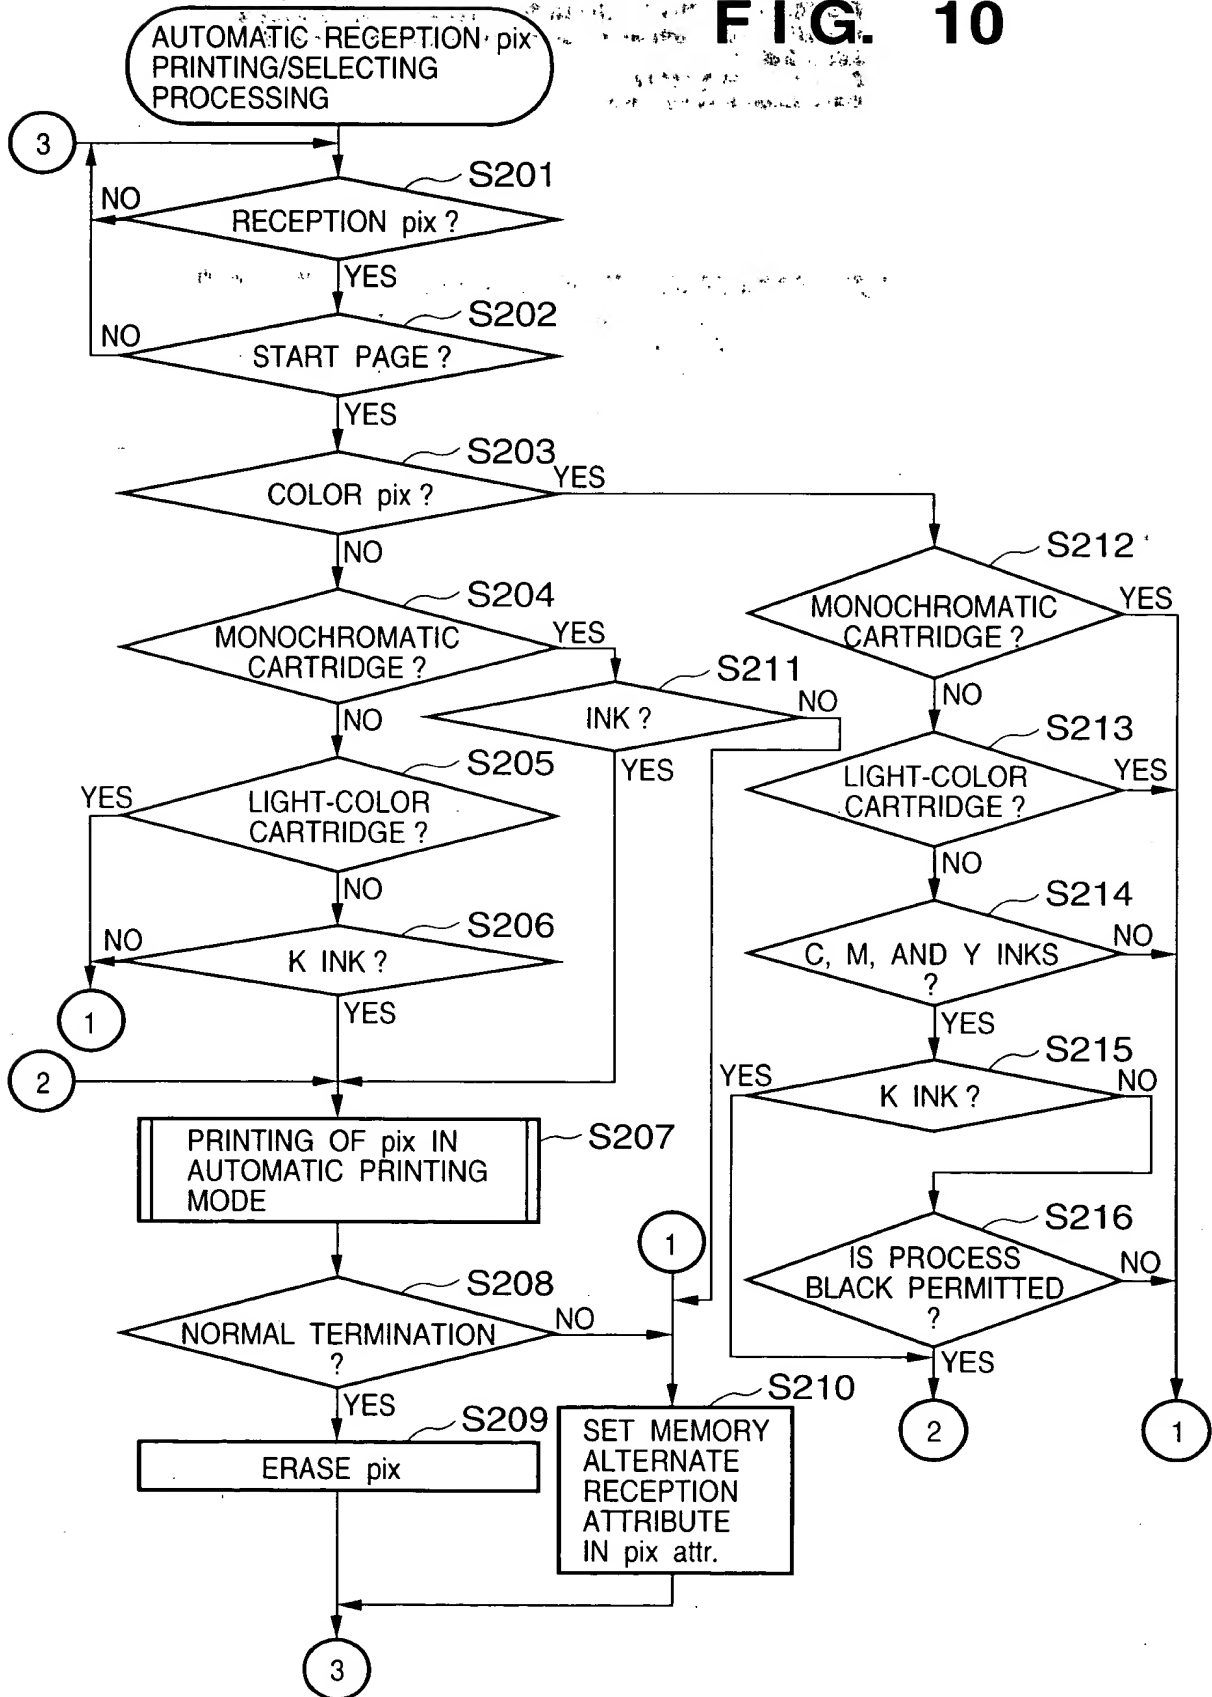 FIG. 10
AUTOMATIC RECEPTION pix
PRINTING/SELECTING
PROCESSING
3
S201
NO
RECEPTION pix ?
YES
S202
NO
START PAGE ?
YES
S203
YES
COLOR pix ?
NO
S204
MONOCHROMATIC
CARTRIDGE ?
YES
NO
S211
INK ?
NO
YES
S205
YES
LIGHT-COLOR
CARTRIDGE ?
NO
S206
NO
K INK ?
YES
1
2
PRINTING OF pix IN
AUTOMATIC PRINTING
MODE
S207
S208
NORMAL TERMINATION
?
NO
YES
S209
ERASE pix
1
S210
SET MEMORY
ALTERNATE
RECEPTION
ATTRIBUTE
IN pix attr.
3
S212
MONOCHROMATIC
CARTRIDGE ?
YES
NO
S213
LIGHT-COLOR
CARTRIDGE ?
YES
NO
S214
C, M, AND Y INKS
?
NO
YES
S215
YES
K INK ?
NO
S216
IS PROCESS
BLACK PERMITTED
?
NO
YES
2
1